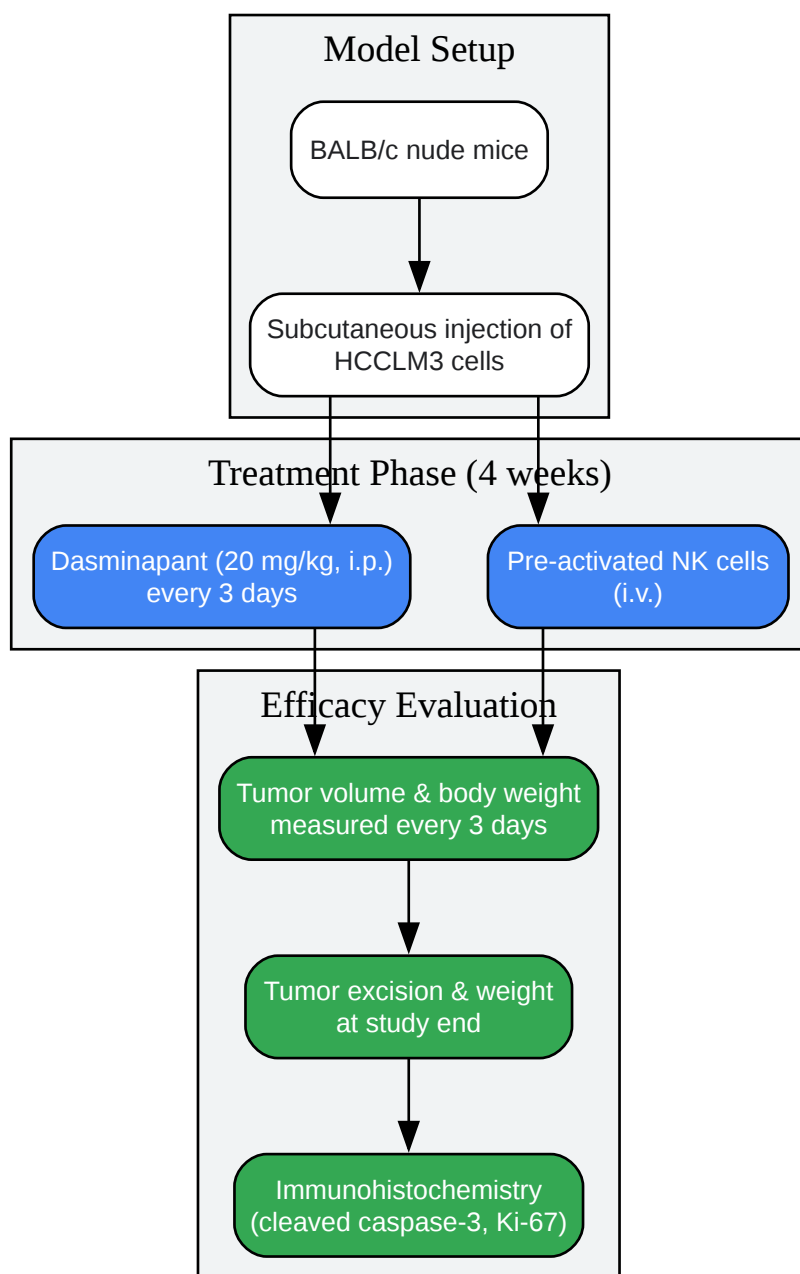 Model Setup
BALB/c nude mice
Subcutaneous injection of
HCCLM3 cells
Treatment Phase (4 weeks)
Dasminapant (20 mg/kg, i.p.)
every 3 days
Pre-activated NK cells
(i.v.)
Efficacy Evaluation
Tumor volume & body weight
measured every 3 days
Tumor excision & weight
at study end
Immunohistochemistry
(cleaved caspase-3, Ki-67)